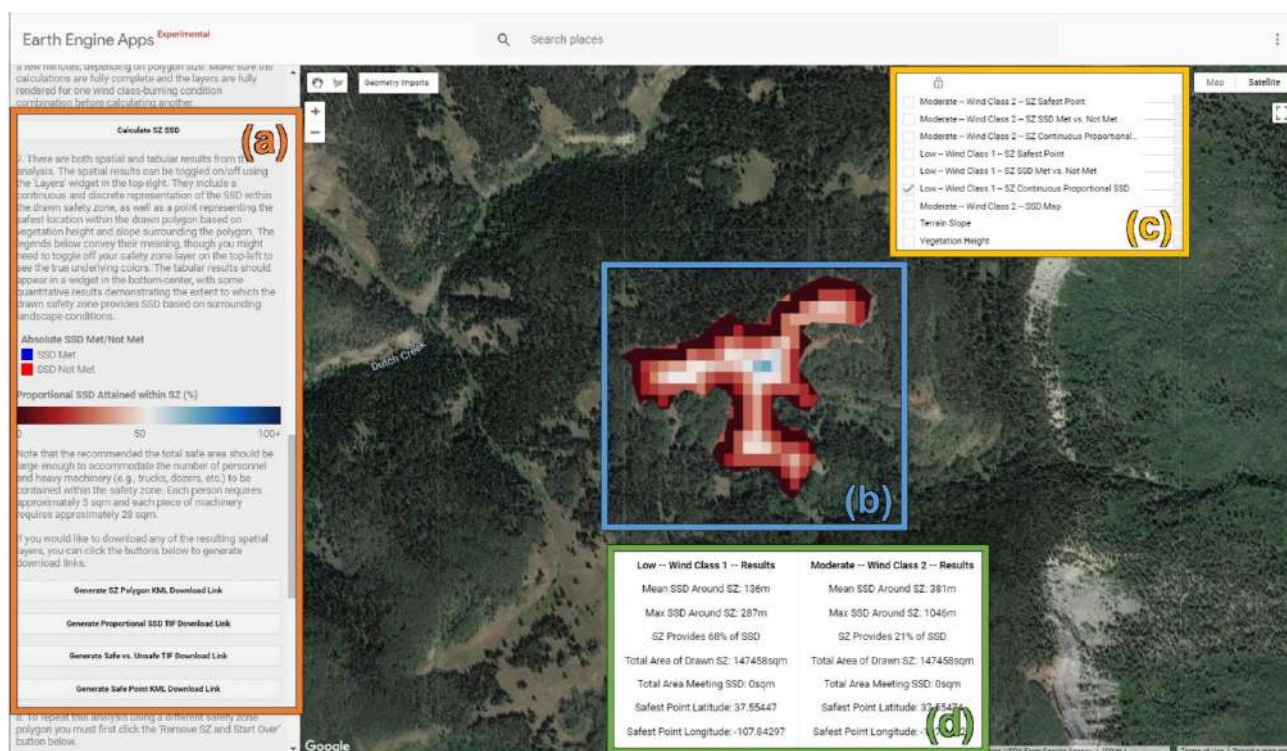 Earth Engine Apps Experimental
Search places
a few minutes, depending on polygon size. Make sure the
calculations are fully complete and the layers are fully
rendered for one wind class-burning condition
combination before calculating another.
Calculate SZ SSD
(a)
7. There are both spatial and tabular results from the
analysis. The spatial results can be toggled on/off using
the 'Layers' widget in the top-right. They include a
continuous and discrete representation of the SSD within
the drawn safety zone, as well as a point representing the
safest location within the drawn polygon based on
vegetation height and slope surrounding the polygon. The
legends below convey their meaning, though you might
need to toggle off your safety zone layer on the top-left to
see the true underlying colors. The tabular results should
appear in a widget in the bottom-center, with some
quantitative results demonstrating the extent to which the
drawn safety zone provides SSD based on surrounding
landscape conditions.
Absolute SSD Met/Not Met
SSD Met
SSD Not Met
Proportional SSD Attained within SZ (%)
0 50 100+
Note that the recommended the total safe area should be
large enough to accommodate the number of personnel
and heavy machinery (e.g., trucks, dozers, etc.) to be
contained within the safety zone. Each person requires
approximately 5 sqm and each piece of machinery
requires approximately 28 sqm.
If you would like to download any of the resulting spatial
layers, you can click the buttons below to generate
download links.
Generate SZ Polygon KML Download Link
Generate Proportional SSD TIF Download Link
Generate Safe vs. Unsafe TIF Download Link
Generate Safe Point KML Download Link
8. To repeat this analysis using a different safety zone
polygon you must first click the 'Remove SZ and Start Over'
button below.
Geometry Imports
+
−
Dutch Creek
(b)
Moderate -- Wind Class 2 -- SZ Safest Point
Moderate -- Wind Class 2 -- SZ SSD Met vs. Not Met
Moderate -- Wind Class 2 -- SZ Continuous Proportional...
Low -- Wind Class 1 -- SZ Safest Point
Low -- Wind Class 1 -- SZ SSD Met vs. Not Met
Low -- Wind Class 1 -- SZ Continuous Proportional SSD
Moderate -- Wind Class 2 -- SSD Map
Terrain Slope
Vegetation Height
(c)
Map Satellite
Low -- Wind Class 1 -- Results
Mean SSD Around SZ: 136m
Max SSD Around SZ: 287m
SZ Provides 68% of SSD
Total Area of Drawn SZ: 147458sqm
Total Area Meeting SSD: 0sqm
Safest Point Latitude: 37.55447
Safest Point Longitude: -107.84297
Moderate -- Wind Class 2 -- Results
Mean SSD Around SZ: 381m
Max SSD Around SZ: 1046m
SZ Provides 21% of SSD
Total Area of Drawn SZ: 147458sqm
Total Area Meeting SSD: 0sqm
Safest Point Latitude:
Safest Point Longitude:
(d)
Google